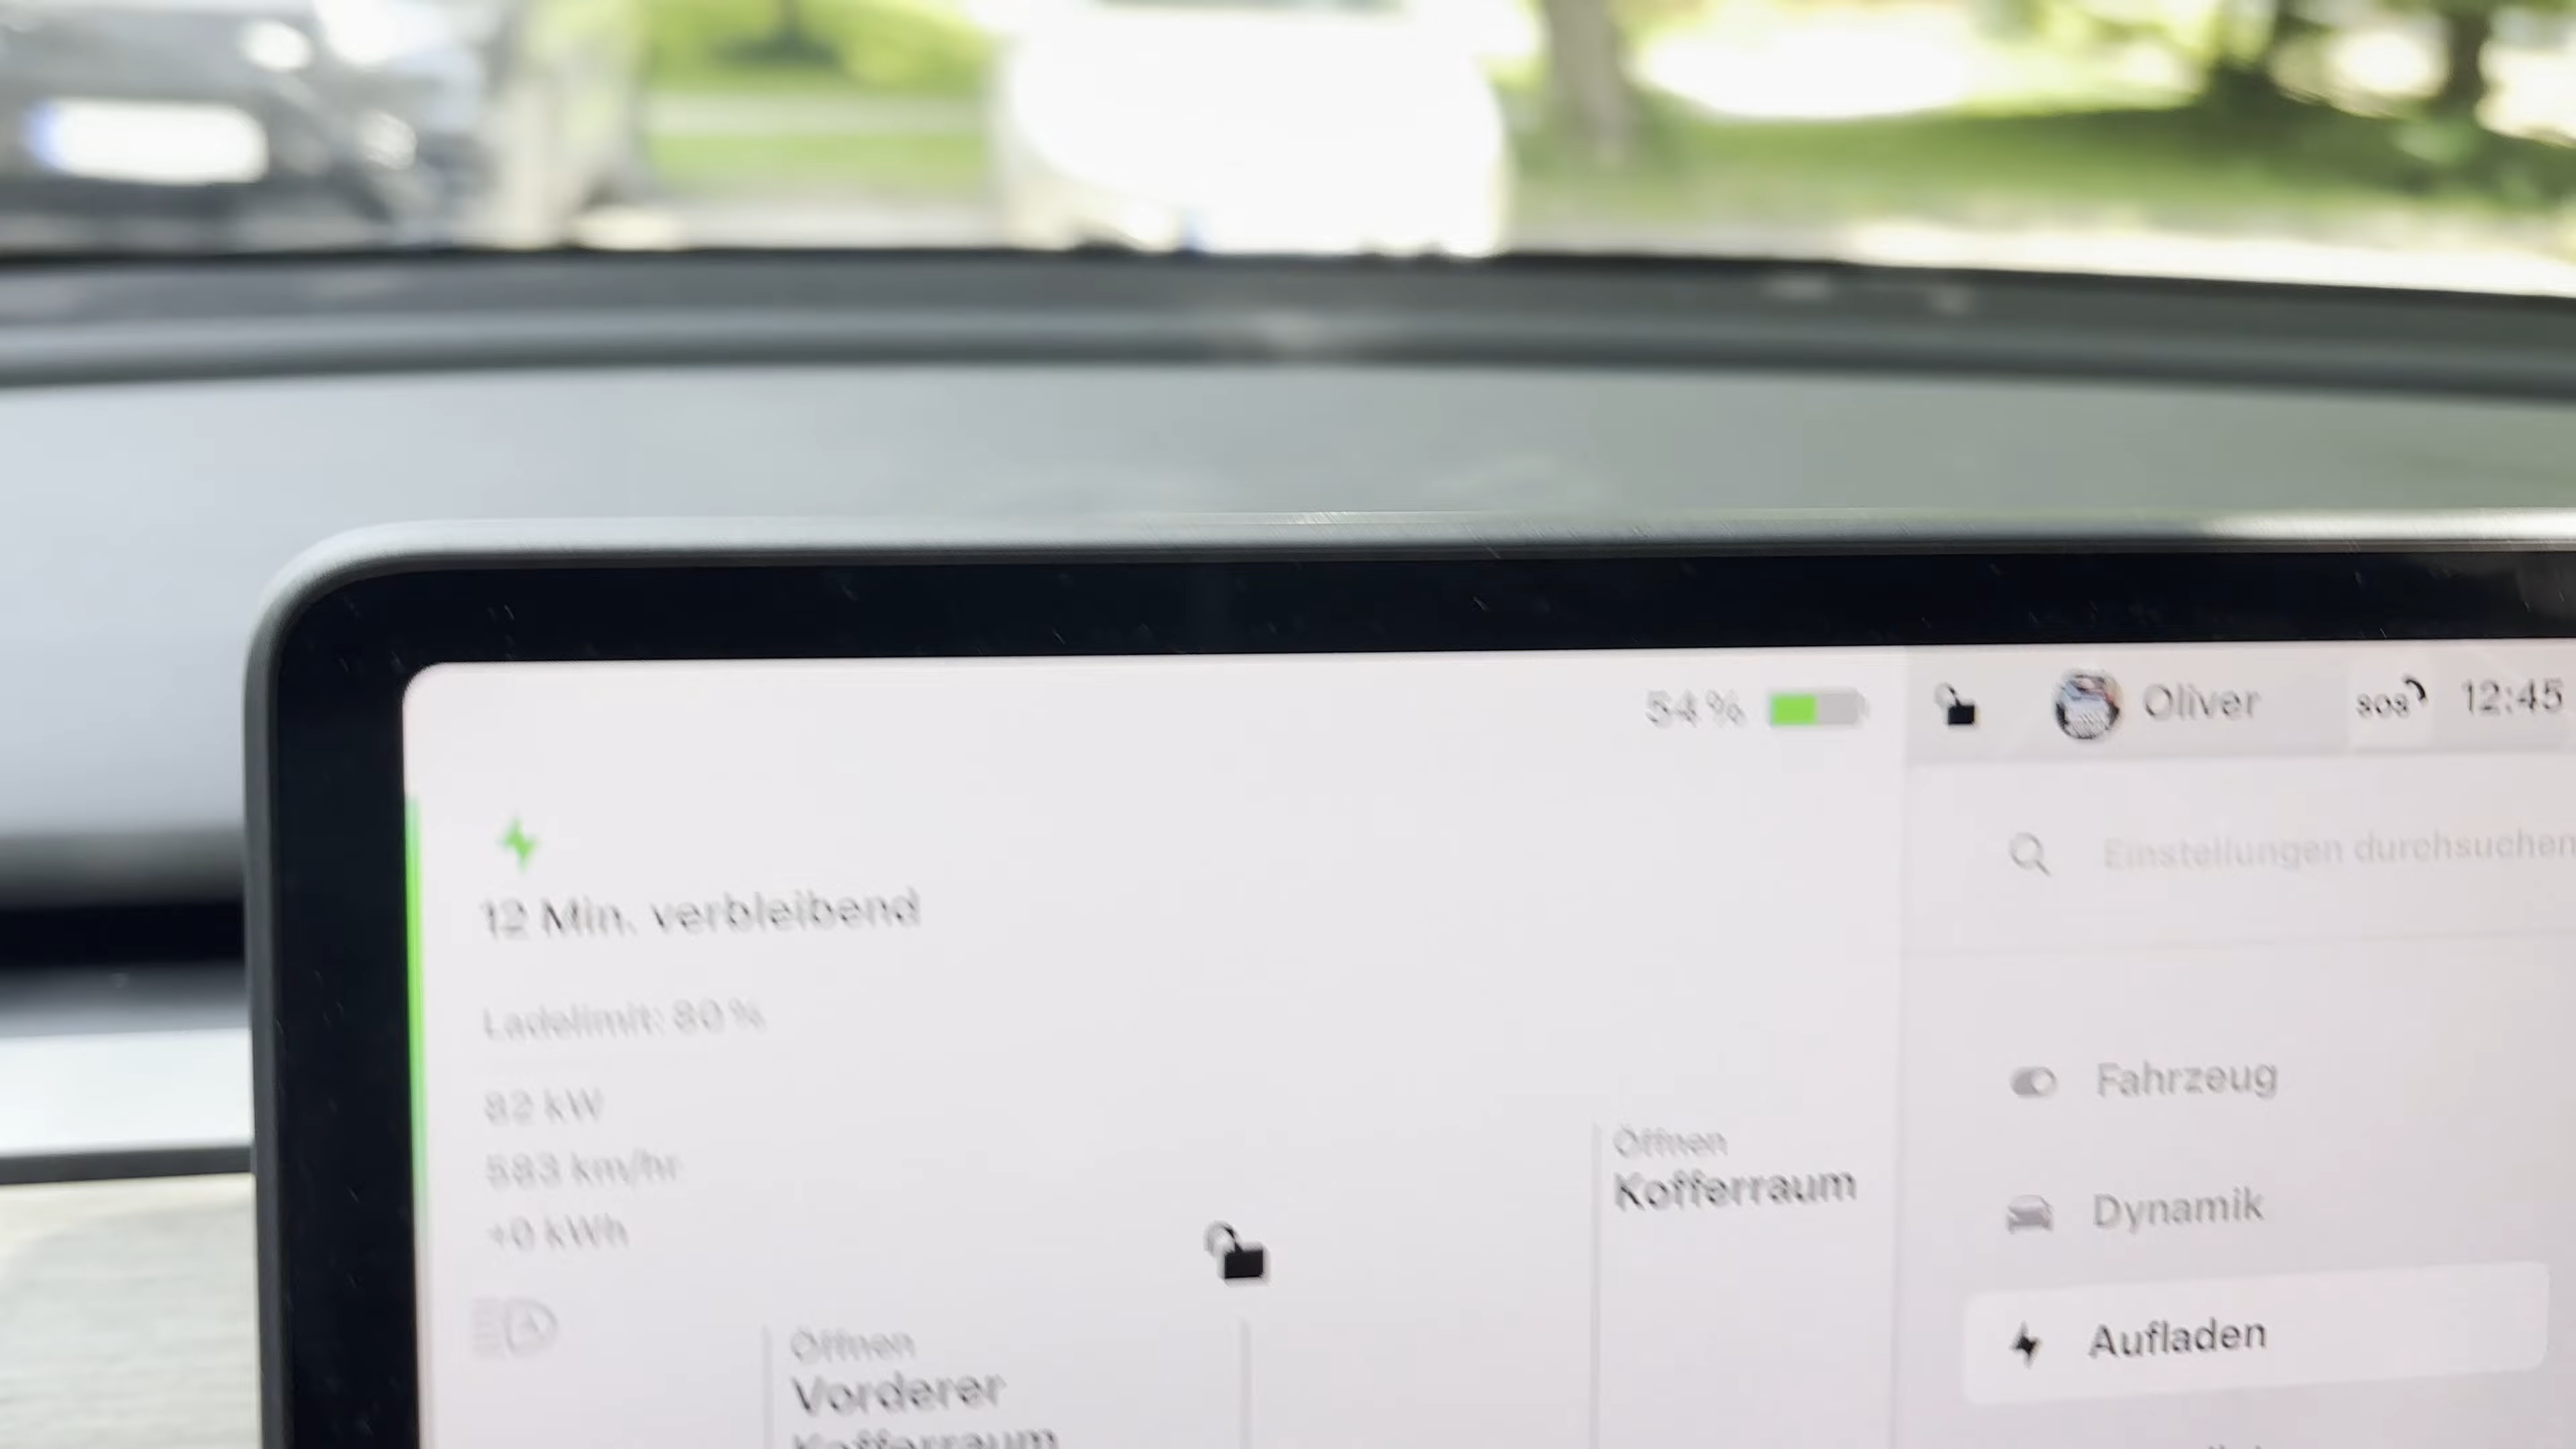 54 %
Oliver
SOS
12:45
12 Min. verbleibend
Einstellungen durchsuchen
Ladelimit: 80 %
82 kW
583 km/hr
+0 kWh
Öffnen
Kofferraum
Fahrzeug
Dynamik
Aufladen
Öffnen
Vorderer
Kofferraum